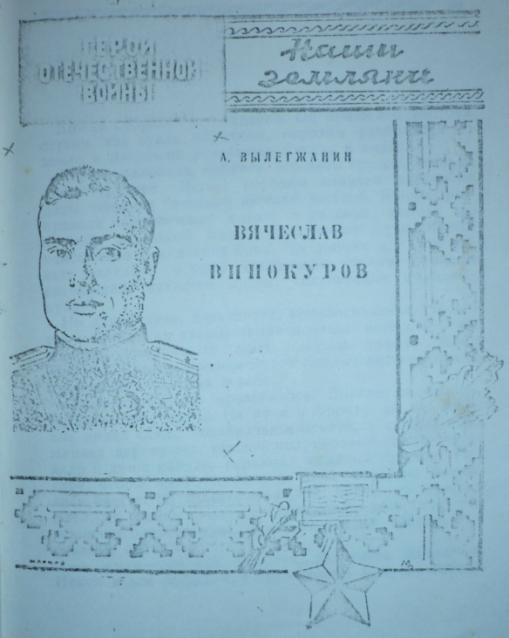 ГЕРОИ
ОТЕЧЕСТВЕННОЙ
ВОЙНЫ
Наши
земляки
А. ВЫЛЕГЖАНИН
ВЯЧЕСЛАВ
ВИНОКУРОВ